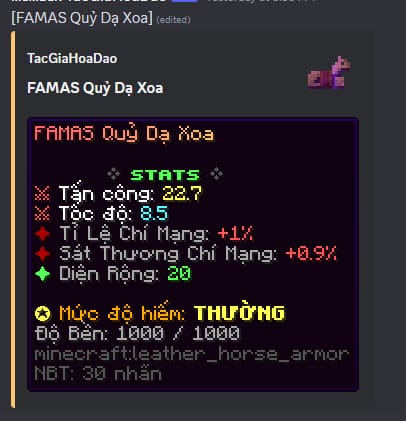 [FAMAS Quỷ Dạ Xoa] (edited)
TacGiaHoaDao
FAMAS Quỷ Dạ Xoa
FAMAS Quỷ Dạ Xoa
STATS
Tấn công: 22.7
Tốc độ: 8.5
Tỉ Lệ Chí Mạng: +1%
Sát Thương Chí Mạng: +0.9%
Diện Rộng: 20
Mức độ hiếm: THƯỜNG
Độ Bền: 1000 / 1000
minecraft:leather_horse_armor
NBT: 30 nhãn